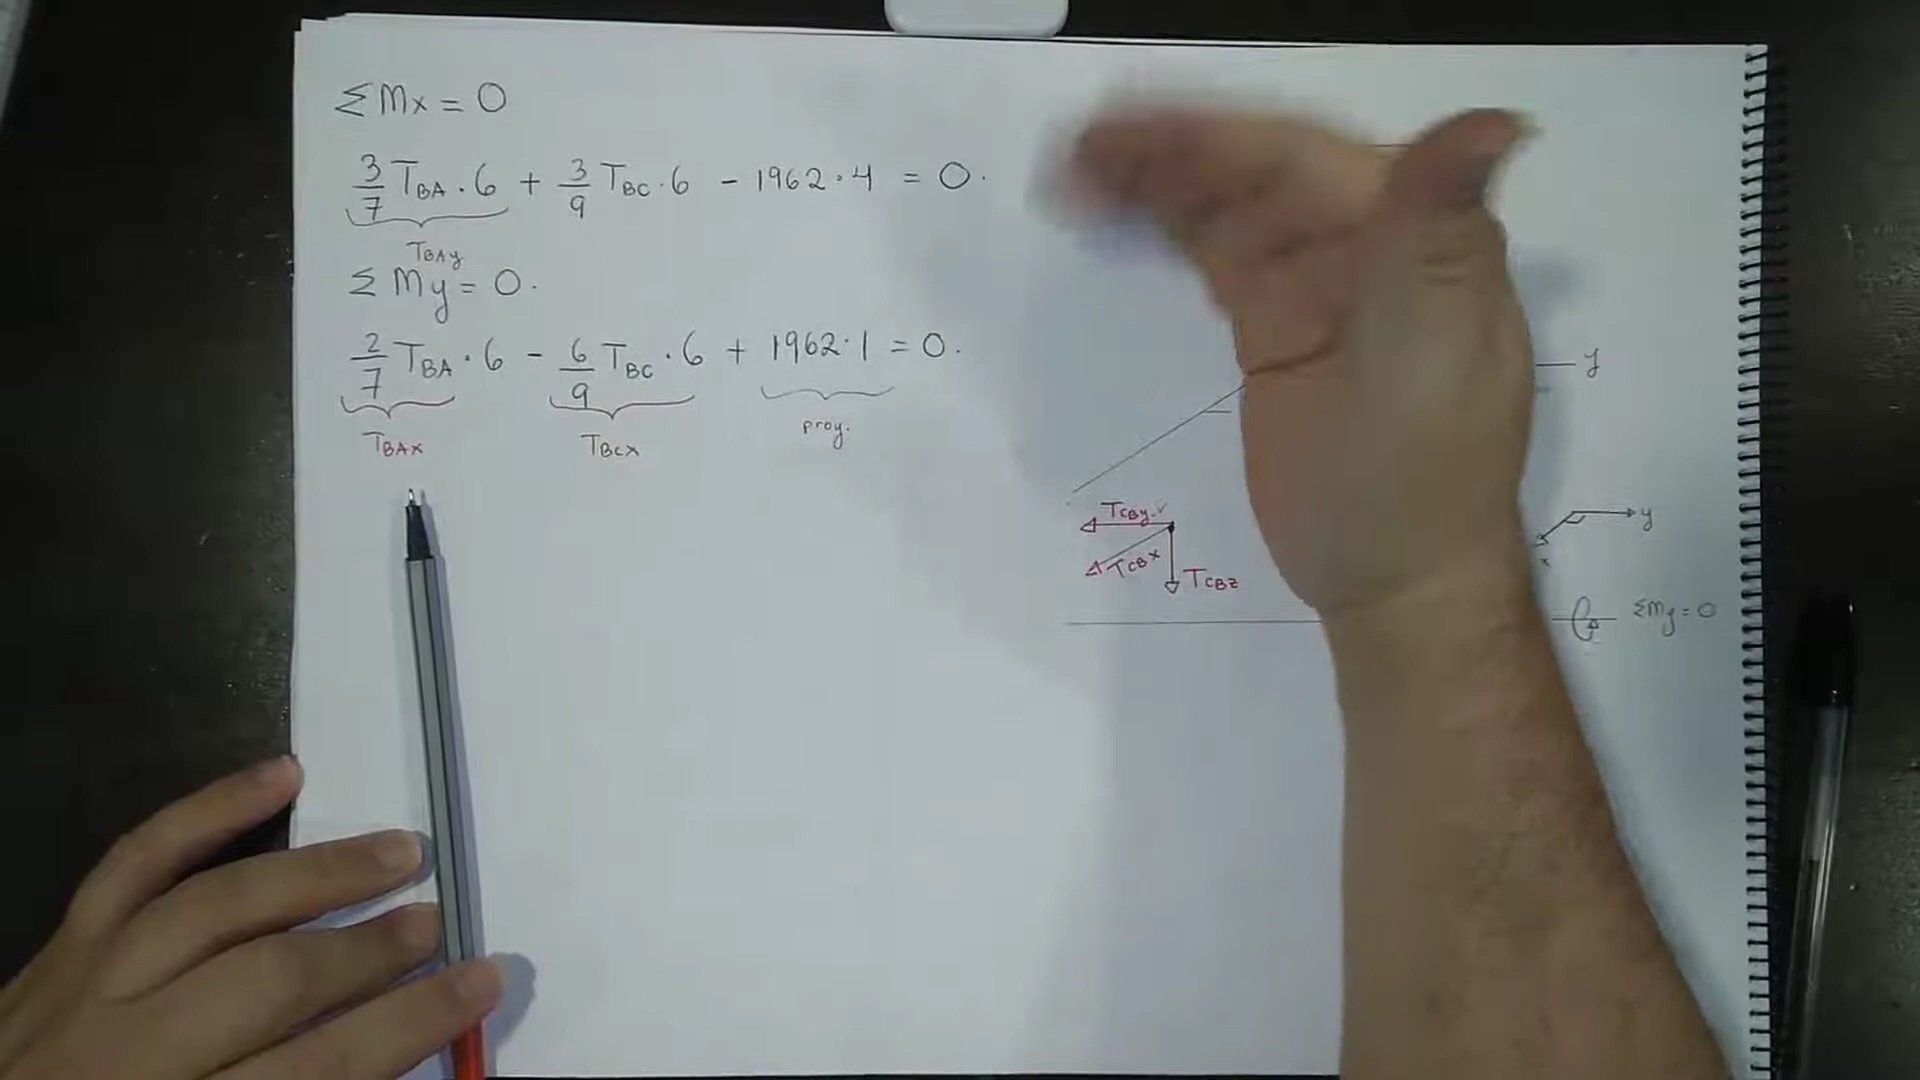 ΣMx = 0
3/7 TBA · 6 + 3/9 TBC · 6 - 1962 · 4 = 0.
TBAy
ΣMy = 0.
2/7 TBA · 6 - 6/9 TBC · 6 + 1962 · 1 = 0.
TBAx TBCx proy.
y
TCBy
TCBx
TCBz
y
x
ΣMy = 0